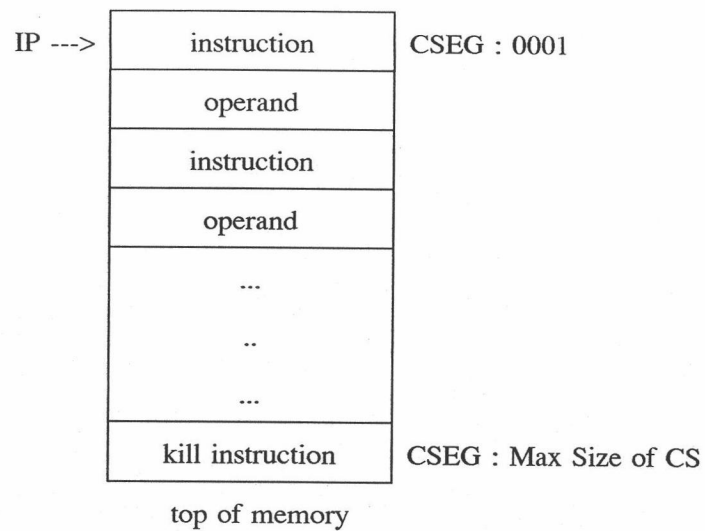 IP ---> instruction CSEG : 0001
operand
instruction
operand
...
..
...
kill instruction CSEG : Max Size of CS
top of memory